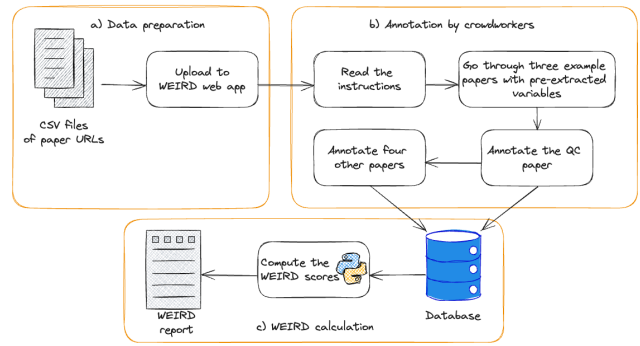 a) Data preparation
CSV files
of paper URLs
Upload to
WEIRD web app
b) Annotation by crowdworkers
Read the
instructions
Go through three example
papers with pre-extracted
variables
Annotate four
other papers
Annotate the QC
paper
WEIRD
report
Compute the
WEIRD scores
Database
c) WEIRD calculation